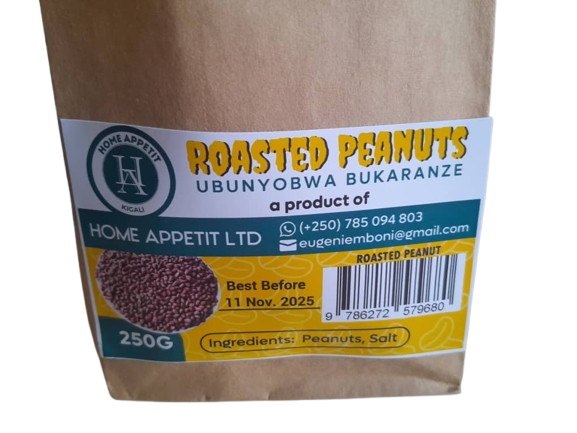 HOME APPETIT
HA
KIGALI
ROASTED PEANUTS
UBUNYOBWA BUKARANZE
a product of
HOME APPETIT LTD
(+250) 785 094 803
eugeniemboni@gmail.com
ROASTED PEANUT
Best Before
11 Nov. 2025
9 786272 579680
250G
Ingredients: Peanuts, Salt